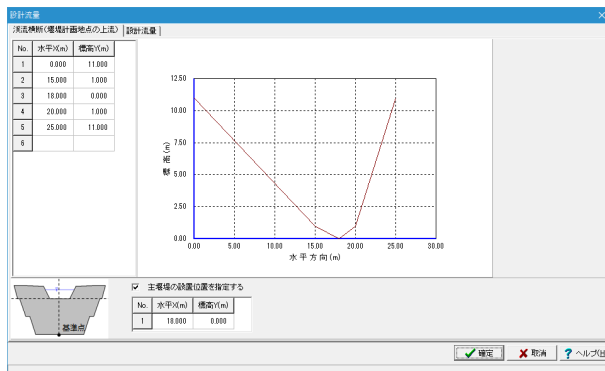 設計流量
渓流横断(堰堤計画地点の上流) 設計流量
No. 水平X(m) 標高Y(m)
1 0.000 11.000
2 15.000 1.000
3 18.000 0.000
4 20.000 1.000
5 25.000 11.000
6
12.50
10.00
7.50
5.00
2.50
0.00
標高(m)
0.00 5.00 10.00 15.00 20.00 25.00 30.00
水平方向(m)
主堰堤の設置位置を指定する
No. 水平X(m) 標高Y(m)
1 18.000 0.000
基準点
確定 取消 ? ヘルプ(H